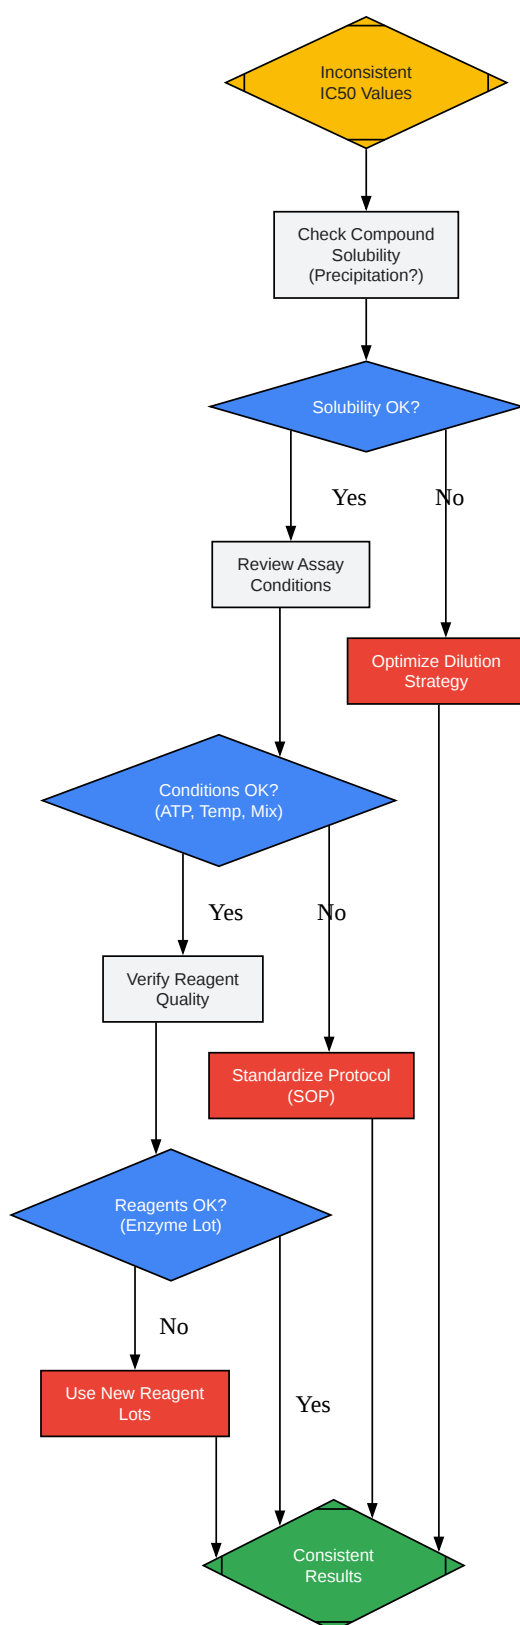 Inconsistent
IC50 Values
Check Compound
Solubility
(Precipitation?)
Solubility OK?
Yes
No
Review Assay
Conditions
Optimize Dilution
Strategy
Conditions OK?
(ATP, Temp, Mix)
Yes
No
Verify Reagent
Quality
Standardize Protocol
(SOP)
Reagents OK?
(Enzyme Lot)
No
Use New Reagent
Lots
Yes
Consistent
Results